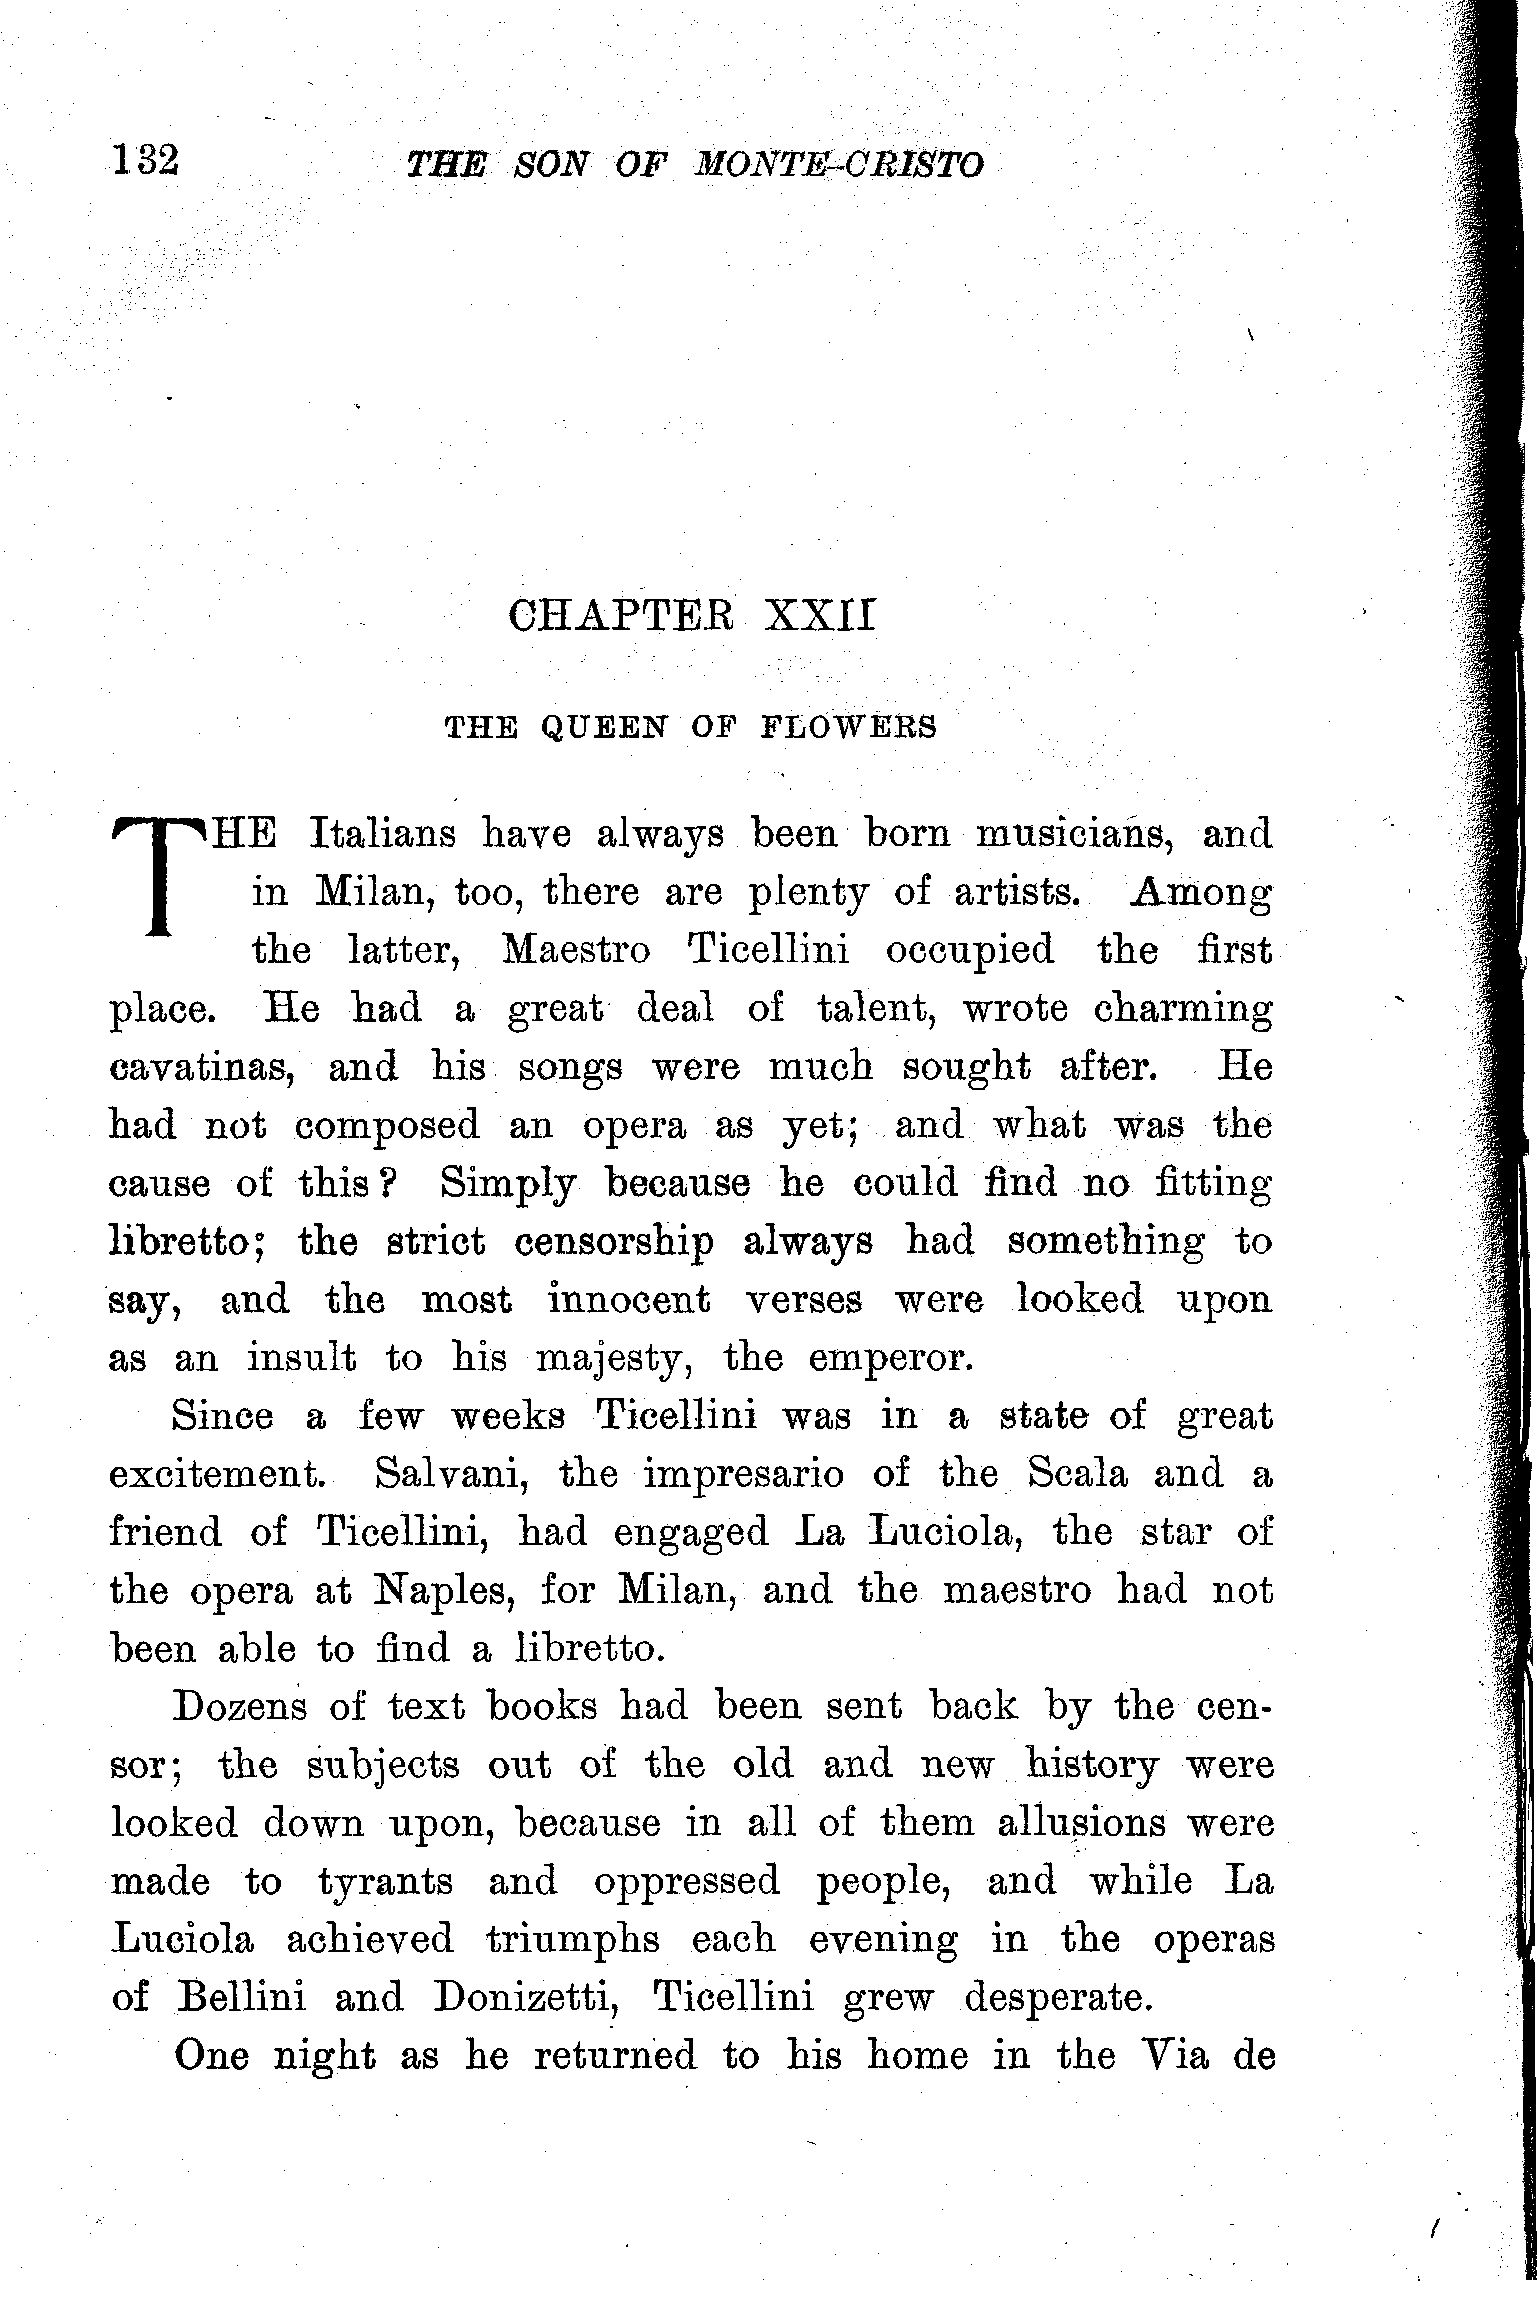 132 THE SON OF MONTE-CRISTO
CHAPTER XXII
THE QUEEN OF FLOWERS
THE Italians have always been born musicians, and
in Milan, too, there are plenty of artists. Among
the latter, Maestro Ticellini occupied the first
place. He had a great deal of talent, wrote charming
cavatinas, and his songs were much sought after. He
had not composed an opera as yet; and what was the
cause of this? Simply because he could find no fitting
libretto; the strict censorship always had something to
say, and the most innocent verses were looked upon
as an insult to his majesty, the emperor.
Since a few weeks Ticellini was in a state of great
excitement. Salvani, the impresario of the Scala and a
friend of Ticellini, had engaged La Luciola, the star of
the opera at Naples, for Milan, and the maestro had not
been able to find a libretto.
Dozens of text books had been sent back by the cen-
sor; the subjects out of the old and new history were
looked down upon, because in all of them allusions were
made to tyrants and oppressed people, and while La
Luciola achieved triumphs each evening in the operas
of Bellini and Donizetti, Ticellini grew desperate.
One night as he returned to his home in the Via de